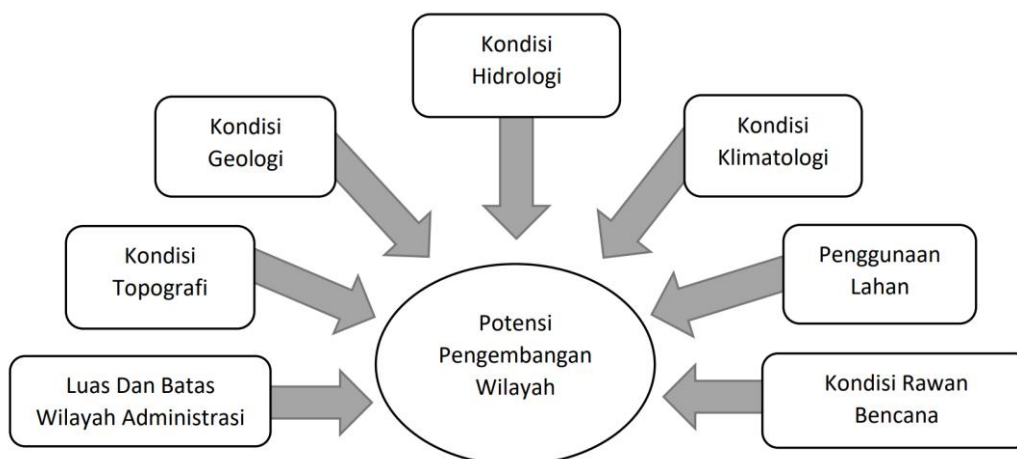 Kondisi
Hidrologi
Kondisi
Geologi
Kondisi
Klimatologi
Kondisi
Topografi
Penggunaan
Lahan
Potensi
Pengembangan
Wilayah
Luas Dan Batas
Wilayah Administrasi
Kondisi Rawan
Bencana